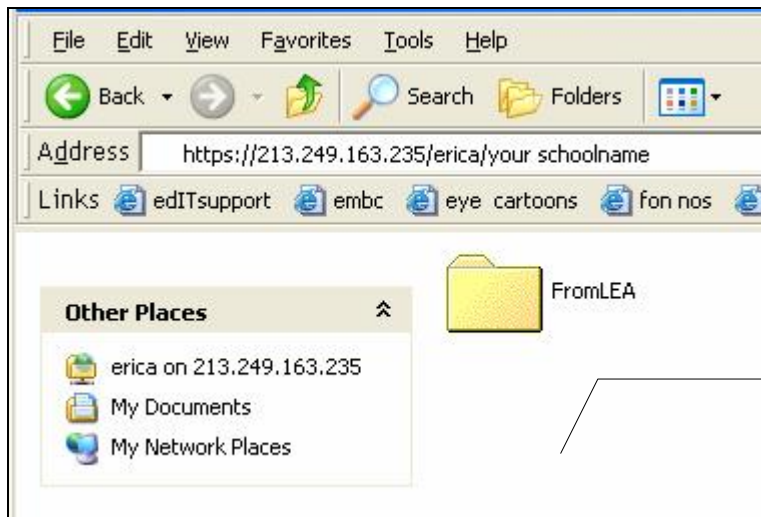 File Edit View Favorites Tools Help
Back Search Folders
Address https://213.249.163.235/erica/your schoolname
Links edITsupport embc eye cartoons fon nos
FromLEA
Other Places
erica on 213.249.163.235
My Documents
My Network Places